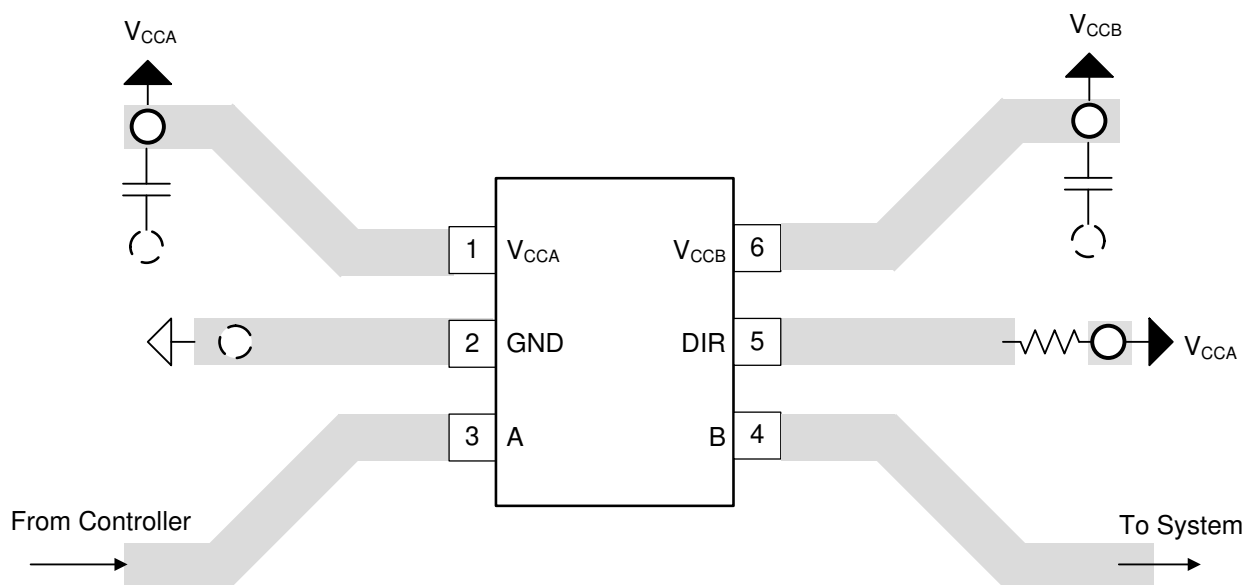 VCCA
VCCB
1 VCCA VCCB 6
2 GND DIR 5
VCCA
3 A B 4
From Controller
To System